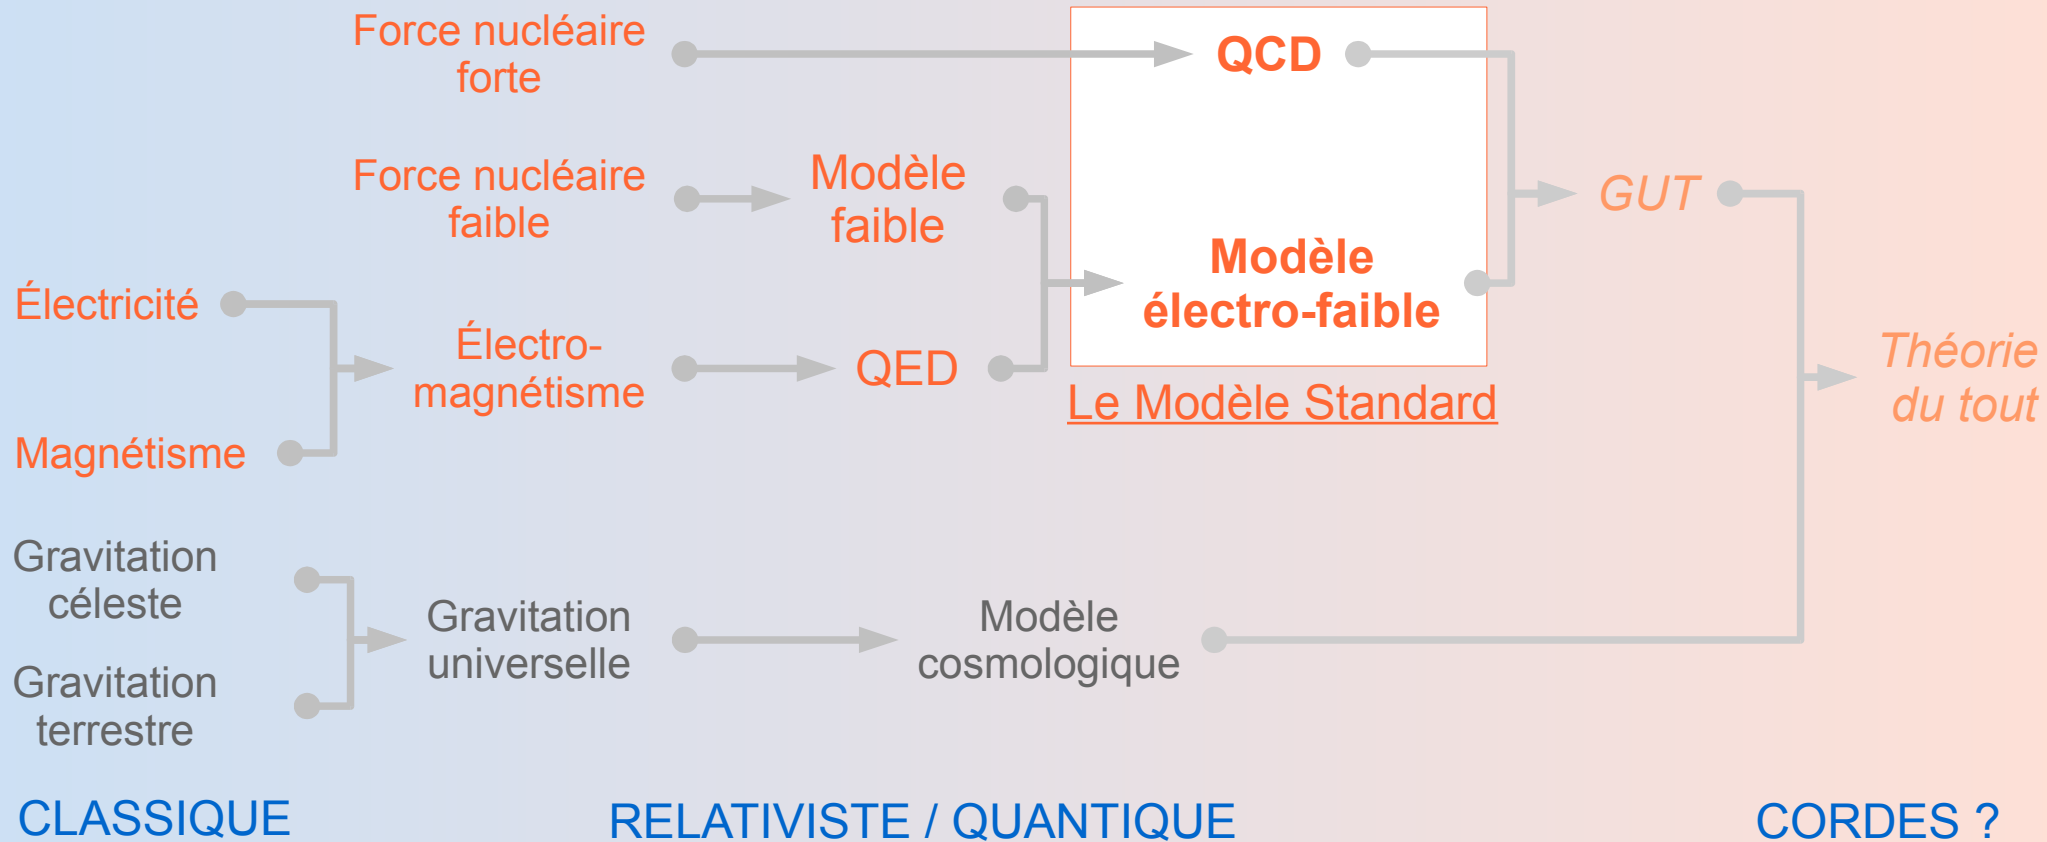 Force nucléaire
forte
QCD
Force nucléaire
faible
Modèle
faible
GUT
Modèle
électro-faible
Électricité
Électro-
magnétisme
QED
Le Modèle Standard
Théorie
du tout
Magnétisme
Gravitation
céleste
Gravitation
universelle
Modèle
cosmologique
Gravitation
terrestre
CLASSIQUE
RELATIVISTE / QUANTIQUE
CORDES ?